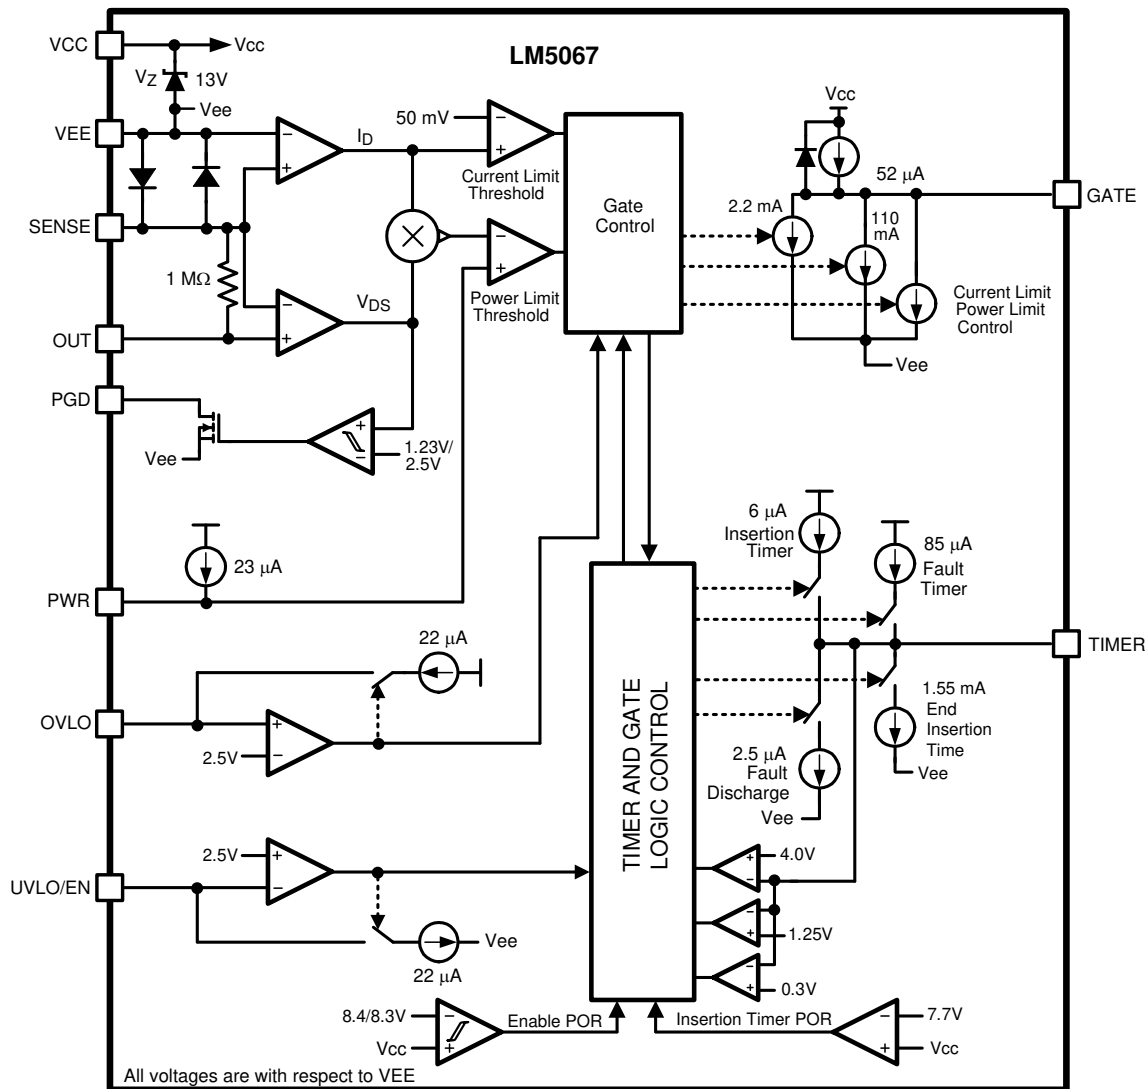 LM5067
VCC
Vcc
VZ
13V
Vee
VEE
SENSE
1 MΩ
OUT
PGD
Vee
−
+
ID
−
+
VDS
50 mV
−
+
Current Limit
Threshold
−
+
Power Limit
Threshold
+
−
1.23V/
2.5V
Gate
Control
Vcc
52 μA
GATE
2.2 mA
110
mA
Current Limit
Power Limit
Control
Vee
23 μA
PWR
22 μA
OVLO
+
−
2.5V
2.5V
+
−
UVLO/EN
Vee
22 μA
TIMER AND GATE
LOGIC CONTROL
6 μA
Insertion
Timer
85 μA
Fault
Timer
TIMER
1.55 mA
End
Insertion
Time
Vee
2.5 μA
Fault
Discharge
Vee
+
−
4.0V
−
+
1.25V
−
+
0.3V
8.4/8.3V
−
Vcc
+
Enable POR
Insertion Timer POR
−
7.7V
+
Vcc
All voltages are with respect to VEE